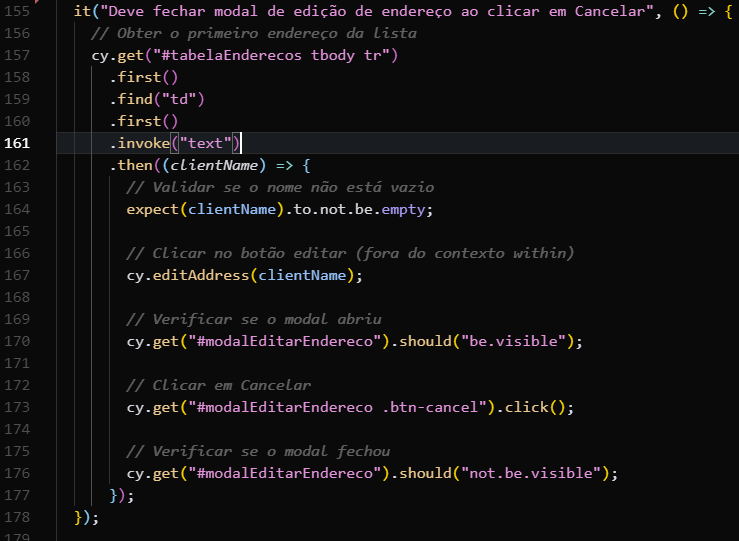 155 it("Deve fechar modal de edição de endereço ao clicar em Cancelar", () => {
156 // Obter o primeiro endereço da lista
157 cy.get("#tabelaEnderecos tbody tr")
158 .first()
159 .find("td")
160 .first()
161 .invoke("text")
162 .then((clientName) => {
163 // Validar se o nome não está vazio
164 expect(clientName).to.not.be.empty;
165
166 // Clicar no botão editar (fora do contexto within)
167 cy.editAddress(clientName);
168
169 // Verificar se o modal abriu
170 cy.get("#modalEditarEndereco").should("be.visible");
171
172 // Clicar em Cancelar
173 cy.get("#modalEditarEndereco .btn-cancel").click();
174
175 // Verificar se o modal fechou
176 cy.get("#modalEditarEndereco").should("not.be.visible");
177 });
178 });
179